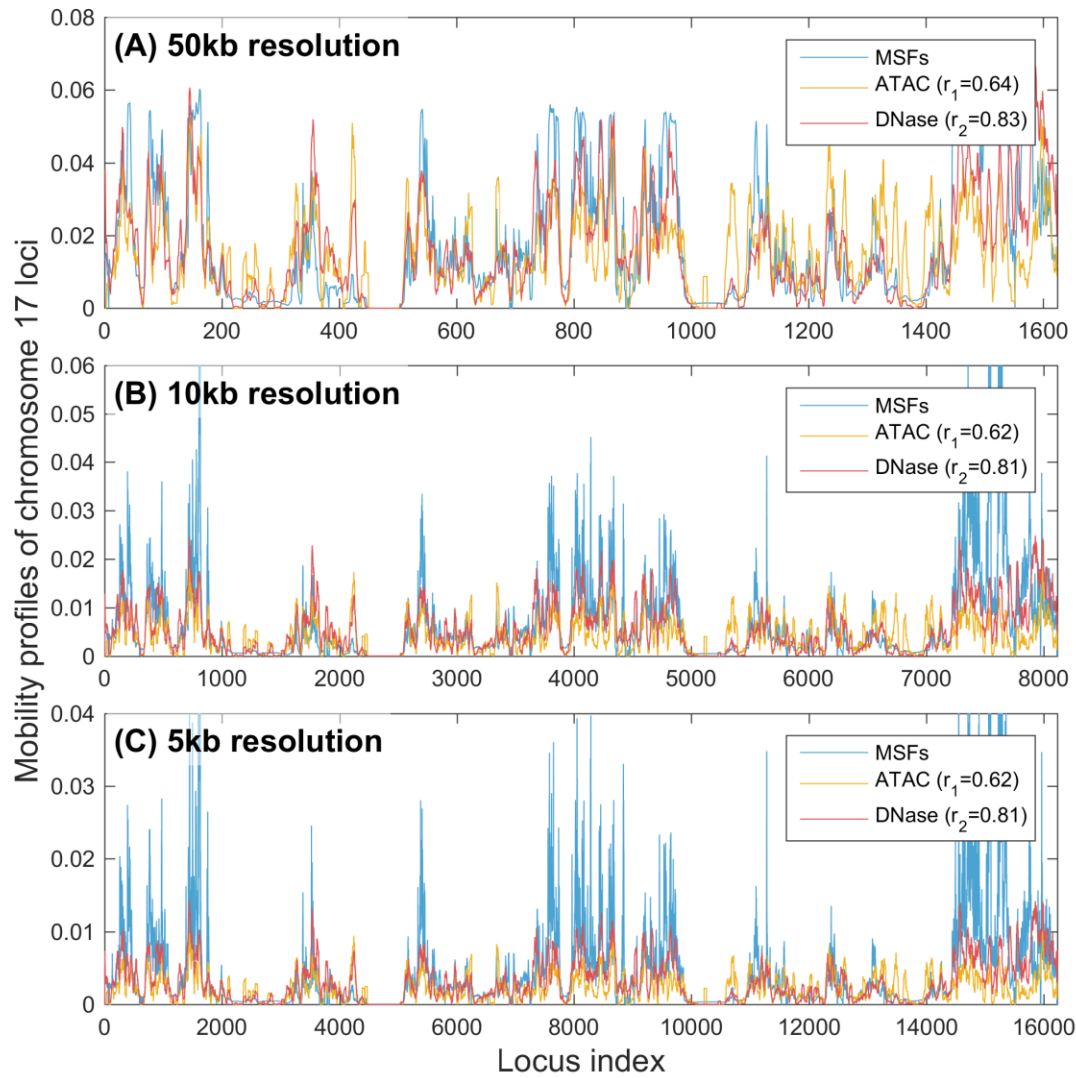 Mobility profiles of chromosome 17 loci
(A) 50kb resolution
MSFs
ATAC (r1=0.64)
DNase (r2=0.83)
0.08
0.06
0.04
0.02
0
0 200 400 600 800 1000 1200 1400 1600
(B) 10kb resolution
MSFs
ATAC (r1=0.62)
DNase (r2=0.81)
0.06
0.05
0.04
0.03
0.02
0.01
0
0 1000 2000 3000 4000 5000 6000 7000 8000
(C) 5kb resolution
MSFs
ATAC (r1=0.62)
DNase (r2=0.81)
0.04
0.03
0.02
0.01
0
0 2000 4000 6000 8000 10000 12000 14000 16000
Locus index